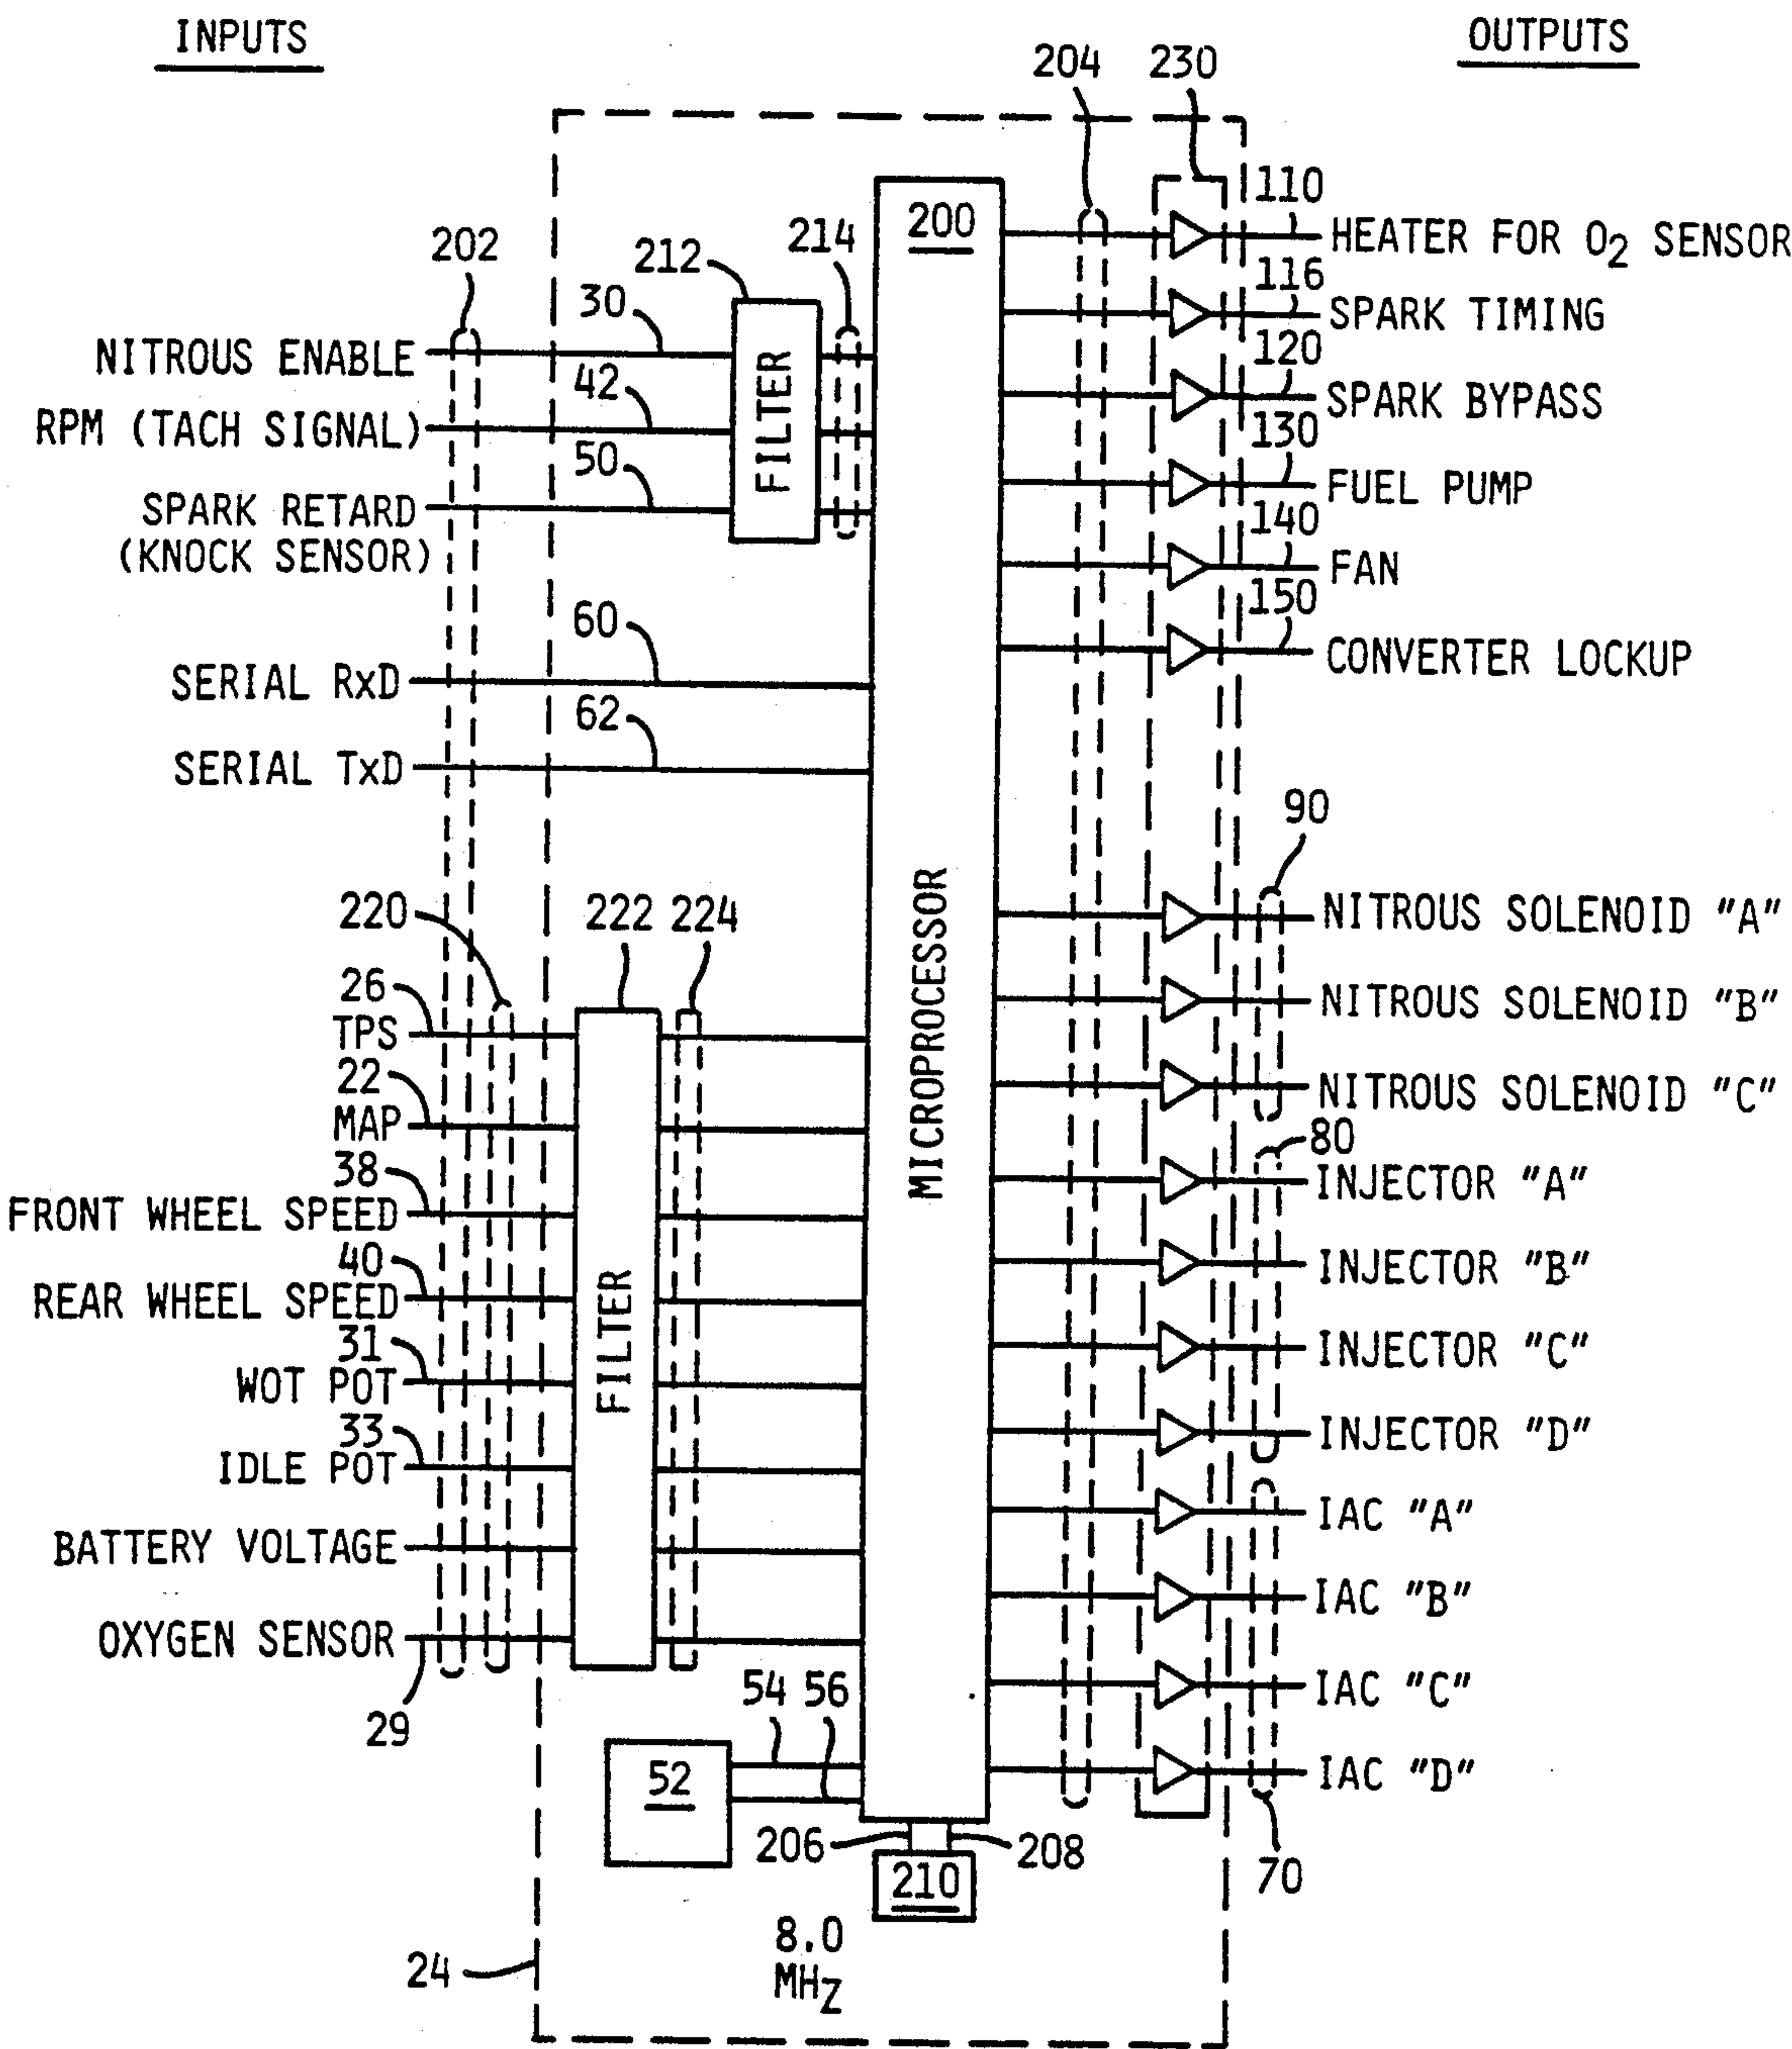 INPUTS
OUTPUTS
204
230
110
200
HEATER FOR O2 SENSOR
202
212
214
116
30
SPARK TIMING
NITROUS ENABLE
120
42
SPARK BYPASS
RPM (TACH SIGNAL)
FILTER
130
50
FUEL PUMP
SPARK RETARD
(KNOCK SENSOR)
140
FAN
150
60
CONVERTER LOCKUP
SERIAL RxD
62
SERIAL TxD
90
MICROPROCESSOR
220
222
224
NITROUS SOLENOID "A"
26
TPS
NITROUS SOLENOID "B"
22
MAP
NITROUS SOLENOID "C"
80
38
INJECTOR "A"
FRONT WHEEL SPEED
40
INJECTOR "B"
REAR WHEEL SPEED
FILTER
31
INJECTOR "C"
WOT POT
33
INJECTOR "D"
IDLE POT
IAC "A"
BATTERY VOLTAGE
IAC "B"
OXYGEN SENSOR
29
54
56
IAC "C"
52
IAC "D"
206
208
70
210
8.0
MHz
24